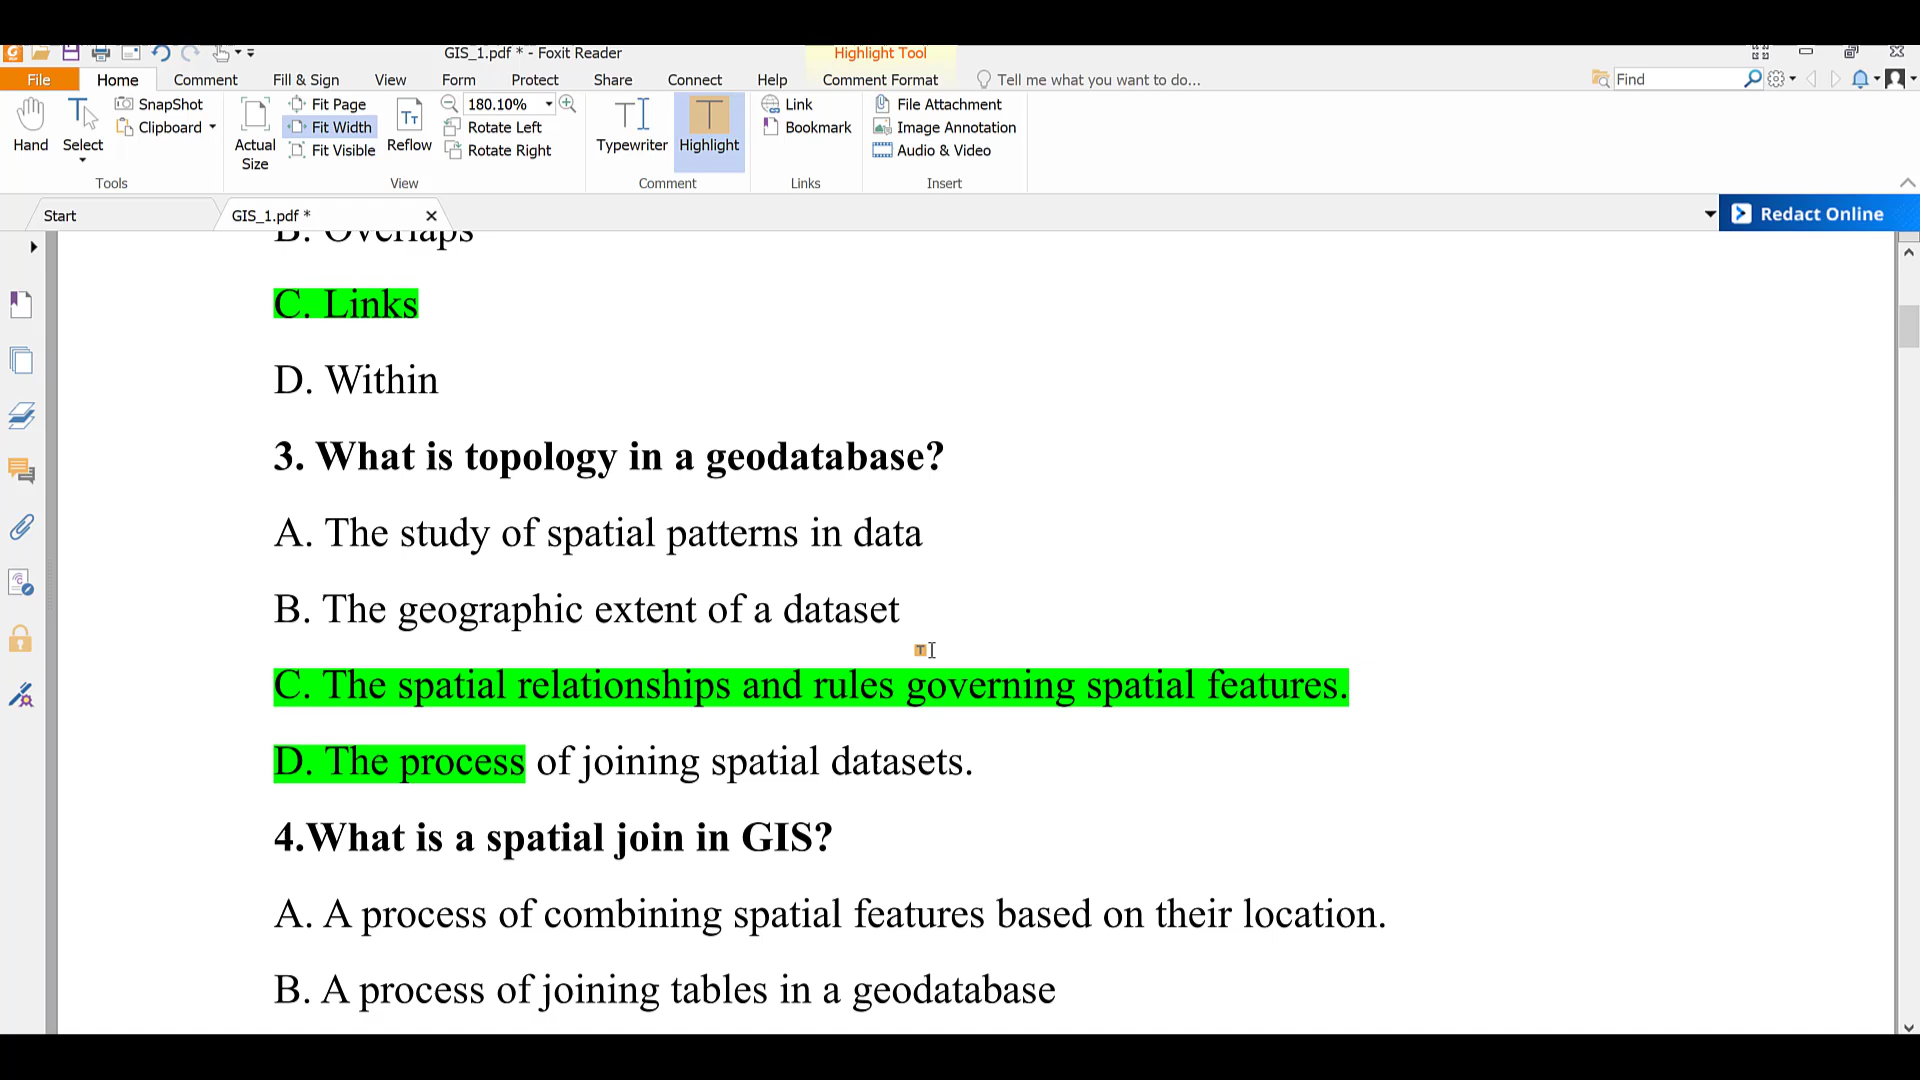 GIS_1.pdf * - Foxit Reader
Highlight Tool
File Home Comment Fill & Sign View Form Protect Share Connect Help Comment Format Tell me what you want to do... Find
Hand
Select
SnapShot
Clipboard
Tools
Actual Size
Fit Page
Fit Width
Fit Visible
Reflow
180.10%
Rotate Left
Rotate Right
View
Typewriter
Highlight
Comment
Link
Bookmark
Links
File Attachment
Image Annotation
Audio & Video
Insert
Start
GIS_1.pdf *
Redact Online
B. Overlaps
C. Links
D. Within
3. What is topology in a geodatabase?
A. The study of spatial patterns in data
B. The geographic extent of a dataset
C. The spatial relationships and rules governing spatial features.
D. The process of joining spatial datasets.
4.What is a spatial join in GIS?
A. A process of combining spatial features based on their location.
B. A process of joining tables in a geodatabase